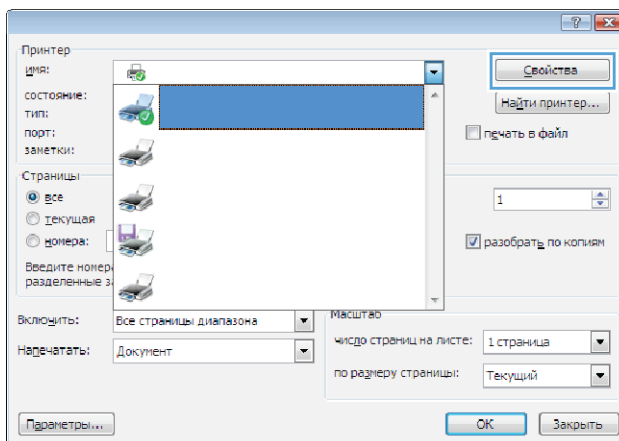 Принтер
имя:
Свойства
состояние:
Найти принтер...
тип:
порт:
печать в файл
заметки:
Страницы
все
1
текущая
номера:
разобрать по копиям
Введите
разделенные
Включить: Все страницы диапазона
Масштаб
Напечатать: Документ
число страниц на листе: 1 страница
по размеру страницы: Текущий
Параметры...
ОК
Закрыть